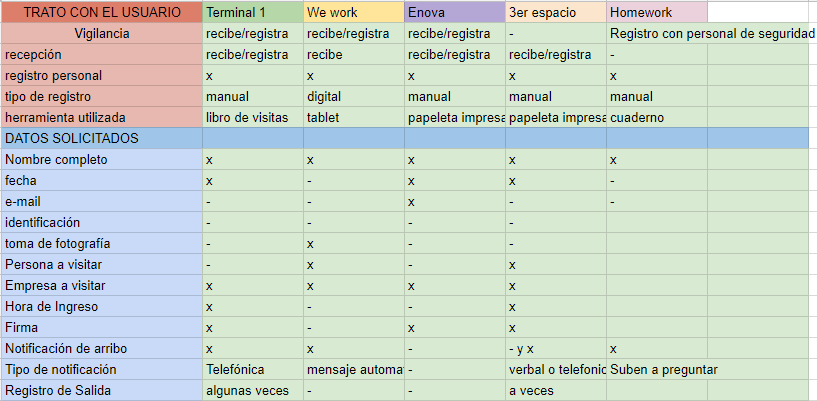 TRATO CON EL USUARIO Terminal 1 We work Enova 3er espacio Homework
Vigilancia recibe/registra recibe/registra recibe/registra - Registro con personal de seguridad
recepción recibe/registra recibe recibe/registra recibe/registra -
registro personal x x x x x
tipo de registro manual digital manual manual manual
herramienta utilizada libro de visitas tablet papeleta impresa papeleta impresa cuaderno
DATOS SOLICITADOS
Nombre completo x x x x x
fecha x - x x -
e-mail - - x - -
identificación - - - -
toma de fotografía - x - -
Persona a visitar - x - x
Empresa a visitar x x x x
Hora de Ingreso x - - x
Firma x - x x
Notificación de arribo x x - - y x x
Tipo de notificación Telefónica mensaje automa - verbal o telefonic Suben a preguntar
Registro de Salida algunas veces - - a veces